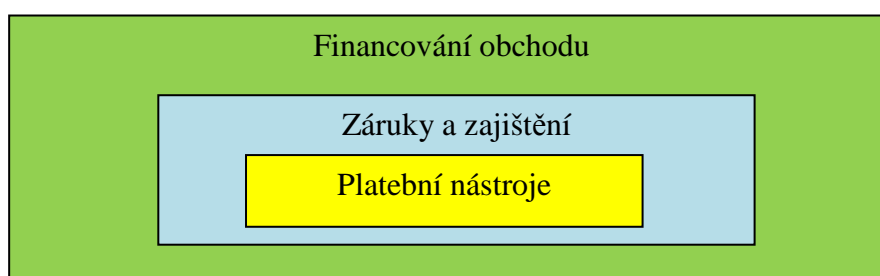 Financování obchodu
Záruky a zajištění
Platební nástroje